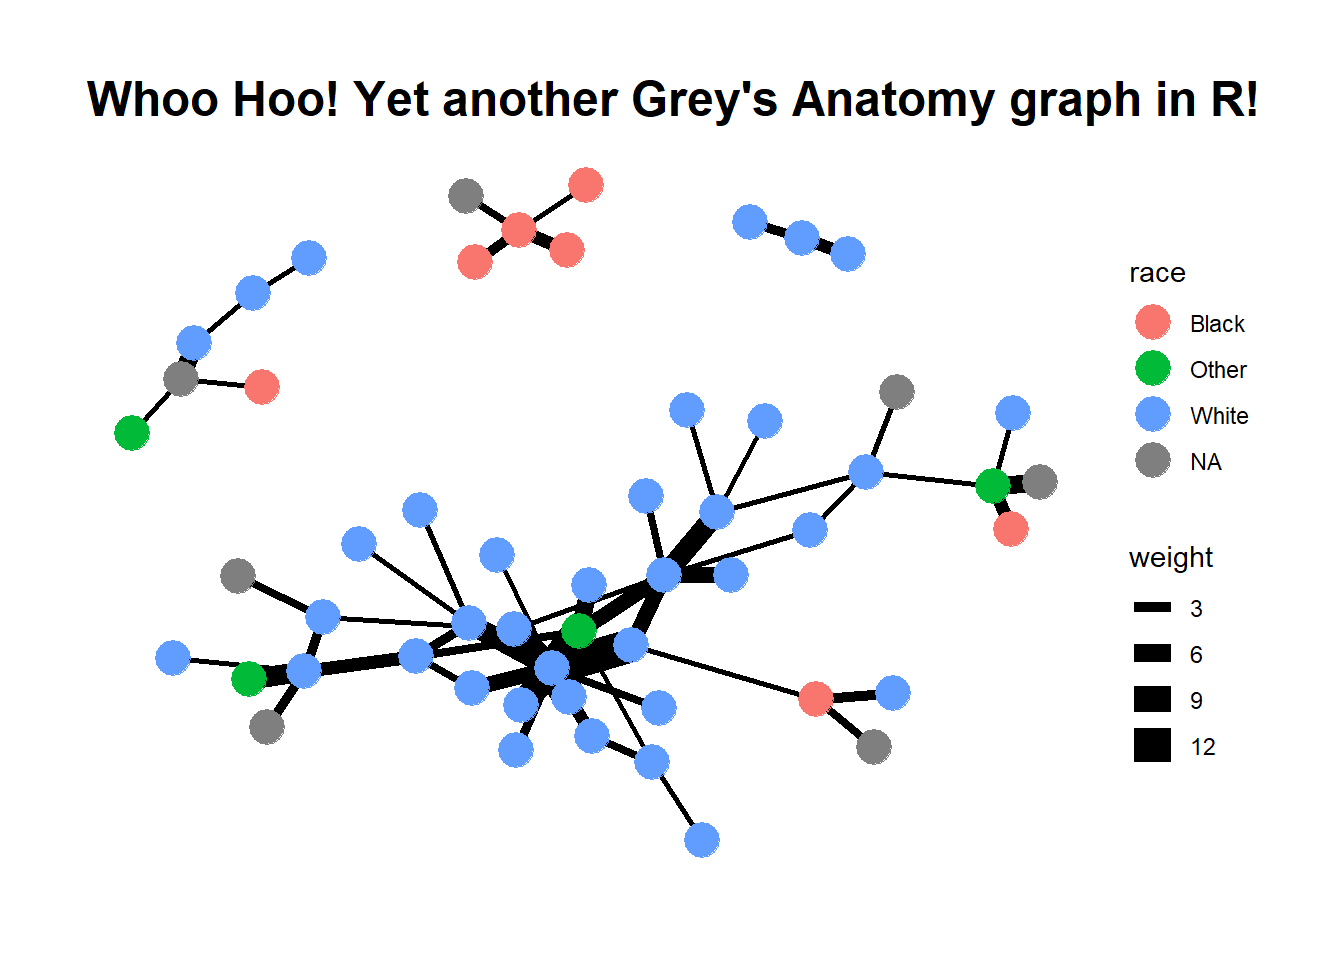 Whoo Hoo! Yet another Grey's Anatomy graph in R!
race
Black
Other
White
NA
weight
3
6
9
12